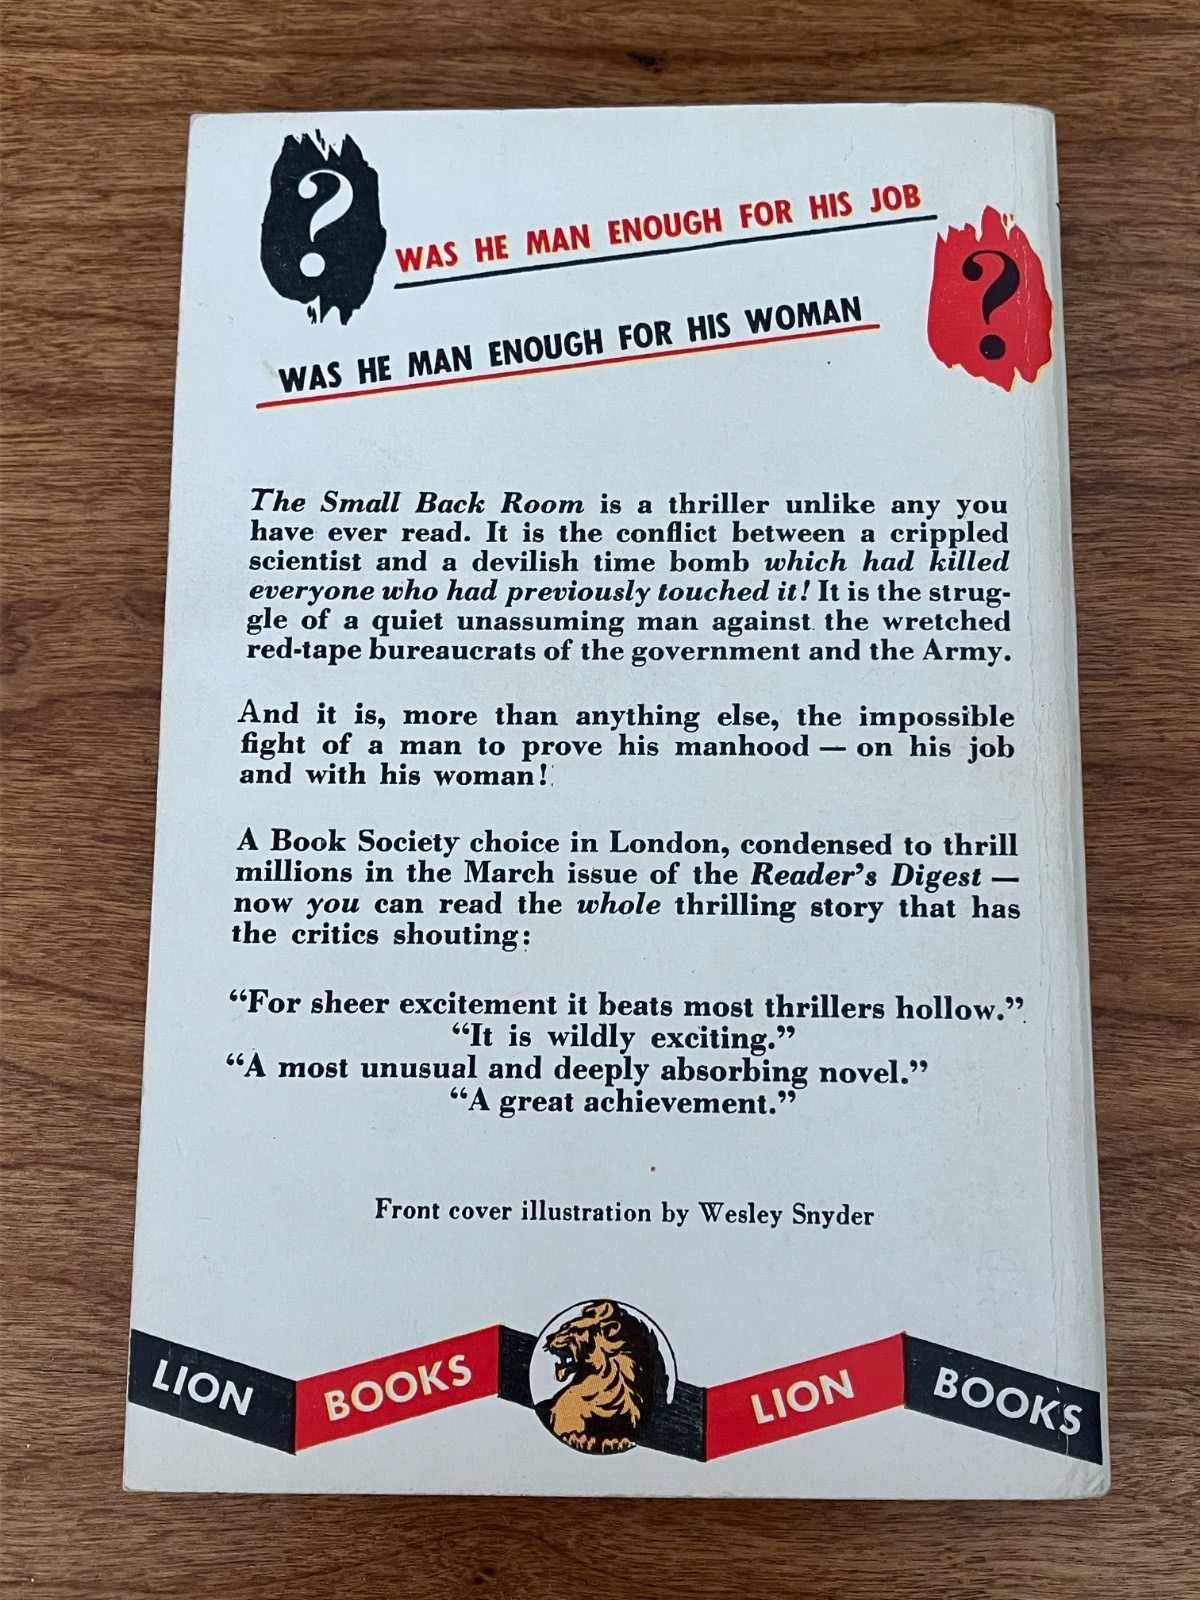 ?
WAS HE MAN ENOUGH FOR HIS JOB
?
WAS HE MAN ENOUGH FOR HIS WOMAN
The Small Back Room is a thriller unlike any you
have ever read. It is the conflict between a crippled
scientist and a devilish time bomb which had killed
everyone who had previously touched it! It is the strug-
gle of a quiet unassuming man against the wretched
red-tape bureaucrats of the government and the Army.
And it is, more than anything else, the impossible
fight of a man to prove his manhood — on his job
and with his woman!
A Book Society choice in London, condensed to thrill
millions in the March issue of the Reader's Digest —
now you can read the whole thrilling story that has
the critics shouting:
“For sheer excitement it beats most thrillers hollow.”
“It is wildly exciting.”
“A most unusual and deeply absorbing novel.”
“A great achievement.”
Front cover illustration by Wesley Snyder
LION BOOKS LION BOOKS